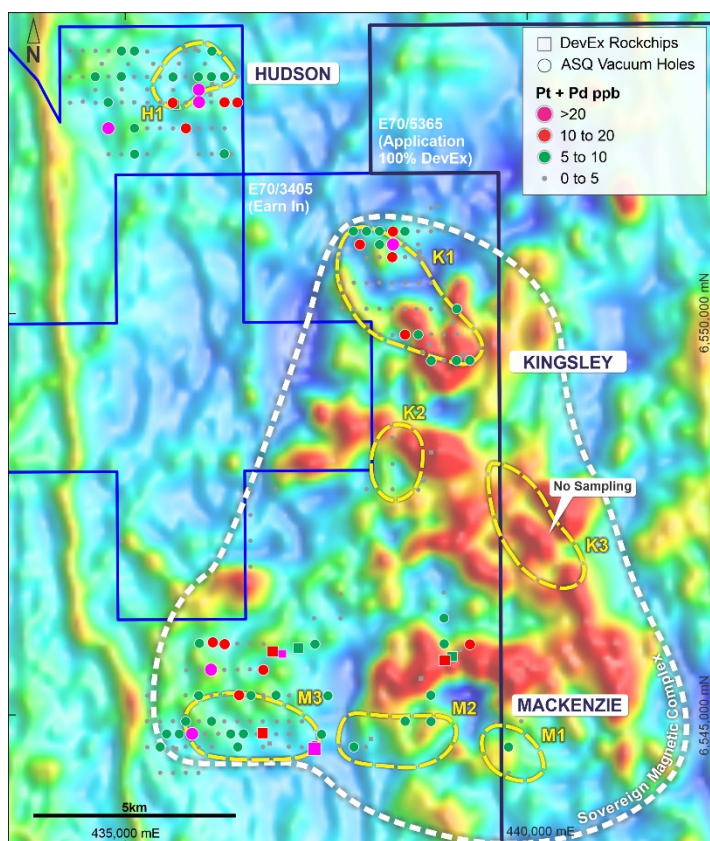 N
HUDSON
H1
DevEx Rockchips
ASQ Vacuum Holes
Pt + Pd ppb
>20
10 to 20
5 to 10
0 to 5
E70/5365
(Application
100% DevEx)
E70/3405
(Earn In)
K1
6,550,000 mN
KINGSLEY
K2
No Sampling
K3
M3
M2
MACKENZIE
M1
6,545,000 mN
Sovereign Magnetic Complex
5km
435,000 mE
440,000 mE